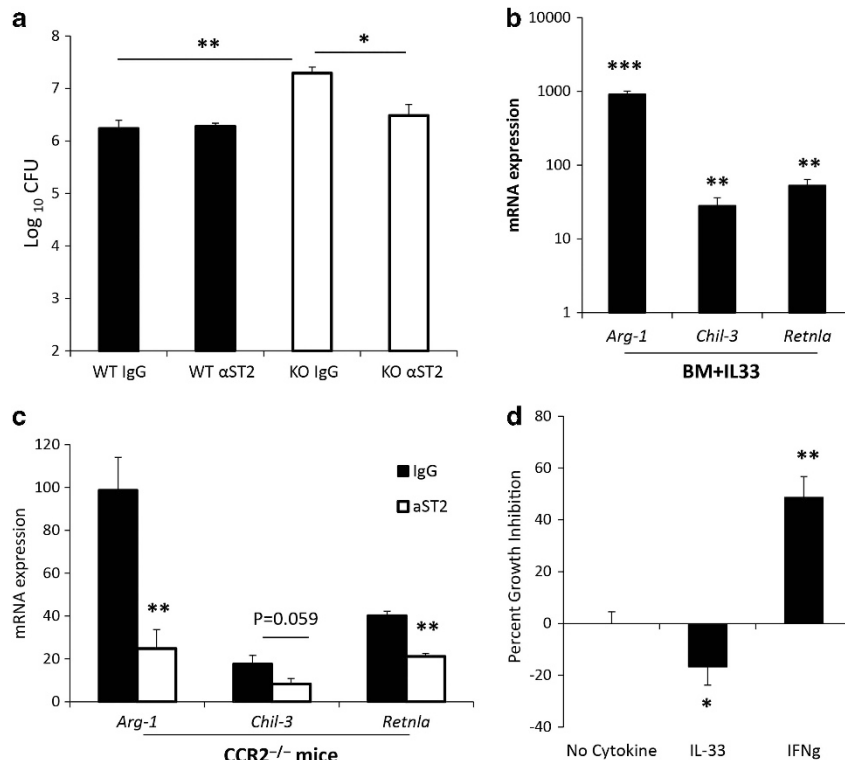 a
** *
8
7
6
5
4
3
2
Log 10 CFU
WT IgG WT αST2 KO IgG KO αST2
b
10000
1000
100
10
1
mRNA expression
***
**
**
Arg-1 Chil-3 Retnla
BM+IL33
c
120
100
80
60
40
20
0
mRNA expression
IgG
aST2
**
P=0.059
**
Arg-1 Chil-3 Retnla
CCR2-/- mice
d
80
60
40
20
0
-20
-40
Percent Growth Inhibition
**
*
No Cytokine IL-33 IFNg